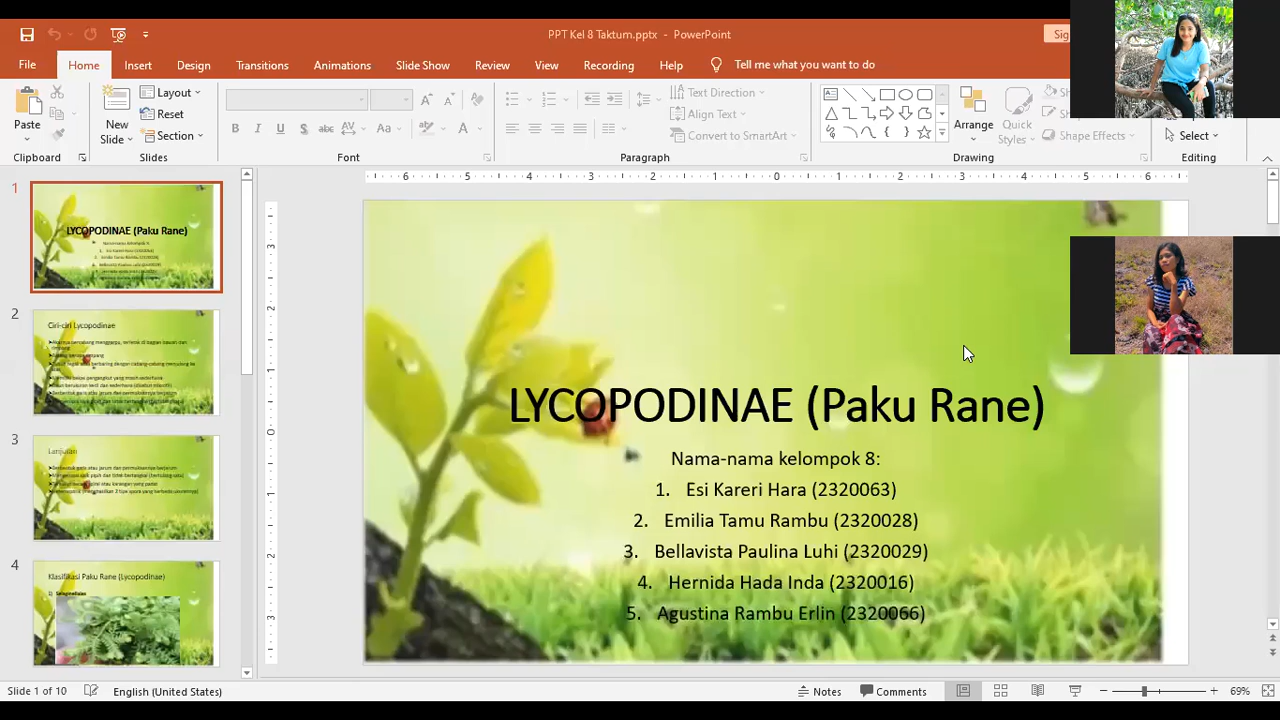 PPT Kel 8 Taktum.pptx - PowerPoint
File Home Insert Design Transitions Animations Slide Show Review View Recording Help Tell me what you want to do
Paste
New Slide
Layout
Reset
Section
Text Direction
Align Text
Convert to SmartArt
Arrange
Quick Styles
Shape Effects
Select
Clipboard Slides Font Paragraph Drawing Editing
1
LYCOPODINAE (Paku Rane)
2
Ciri-ciri Lycopodinae
3
Lanjutan
4
Klasifikasi Paku Rane (Lycopodinae)
LYCOPODINAE (Paku Rane)
Nama-nama kelompok 8:
1. Esi Kareri Hara (2320063)
2. Emilia Tamu Rambu (2320028)
3. Bellavista Paulina Luhi (2320029)
4. Hernida Hada Inda (2320016)
5. Agustina Rambu Erlin (2320066)
Slide 1 of 10 English (United States) Notes Comments 69%